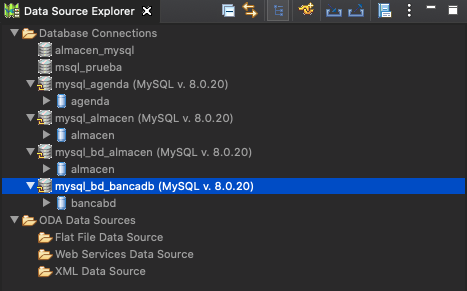 Data Source Explorer
Database Connections
almacen_mysql
msql_prueba
mysql_agenda (MySQL v. 8.0.20)
agenda
mysql_almacen (MySQL v. 8.0.20)
almacen
mysql_bd_almacen (MySQL v. 8.0.20)
almacen
mysql_bd_bancadb (MySQL v. 8.0.20)
bancabd
ODA Data Sources
Flat File Data Source
Web Services Data Source
XML Data Source